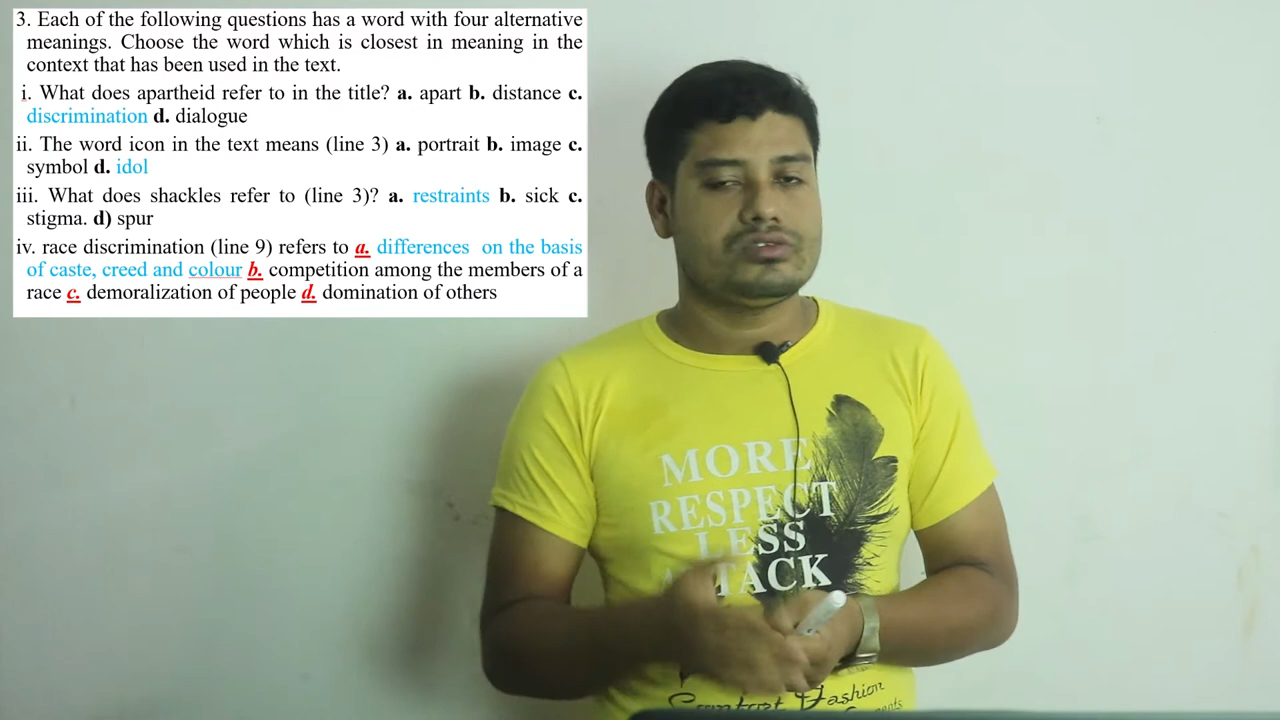 3. Each of the following questions has a word with four alternative
meanings. Choose the word which is closest in meaning in the
context that has been used in the text.
i. What does apartheid refer to in the title? a. apart b. distance c.
discrimination d. dialogue
ii. The word icon in the text means (line 3) a. portrait b. image c.
symbol d. idol
iii. What does shackles refer to (line 3)? a. restraints b. sick c.
stigma. d) spur
iv. race discrimination (line 9) refers to a. differences on the basis
of caste, creed and colour b. competition among the members of a
race c. demoralization of people d. domination of others
MORE
RESPECT
LESS
ATTACK
Comfort Fashion